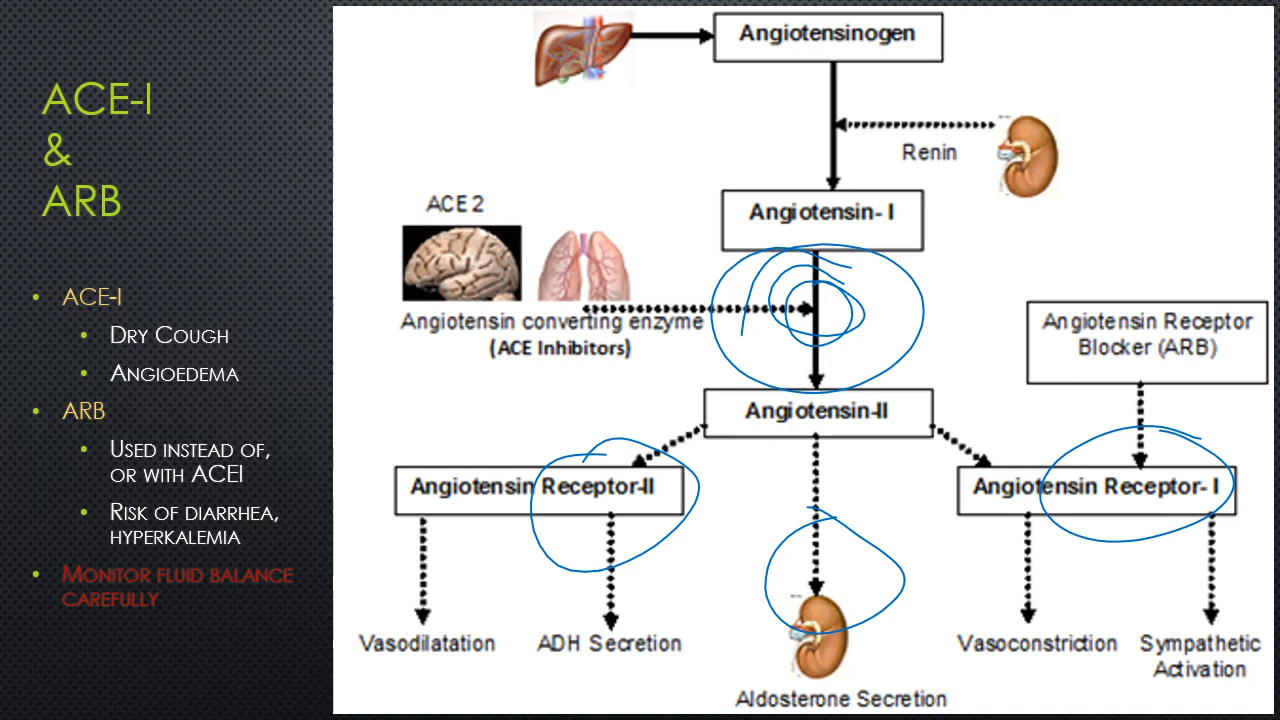 ACE-I
&
ARB
ACE-I
DRY COUGH
ANGIOEDEMA
ARB
USED INSTEAD OF,
OR WITH ACEI
RISK OF DIARRHEA,
HYPERKALEMIA
MONITOR FLUID BALANCE
CAREFULLY
Angiotensinogen
Renin
Angiotensin- I
ACE 2
Angiotensin converting enzyme
(ACE Inhibitors)
Angiotensin Receptor
Blocker (ARB)
Angiotensin-II
Angiotensin Receptor-II
Angiotensin Receptor- I
Vasodilatation
ADH Secretion
Vasoconstriction
Sympathetic
Activation
Aldosterone Secretion